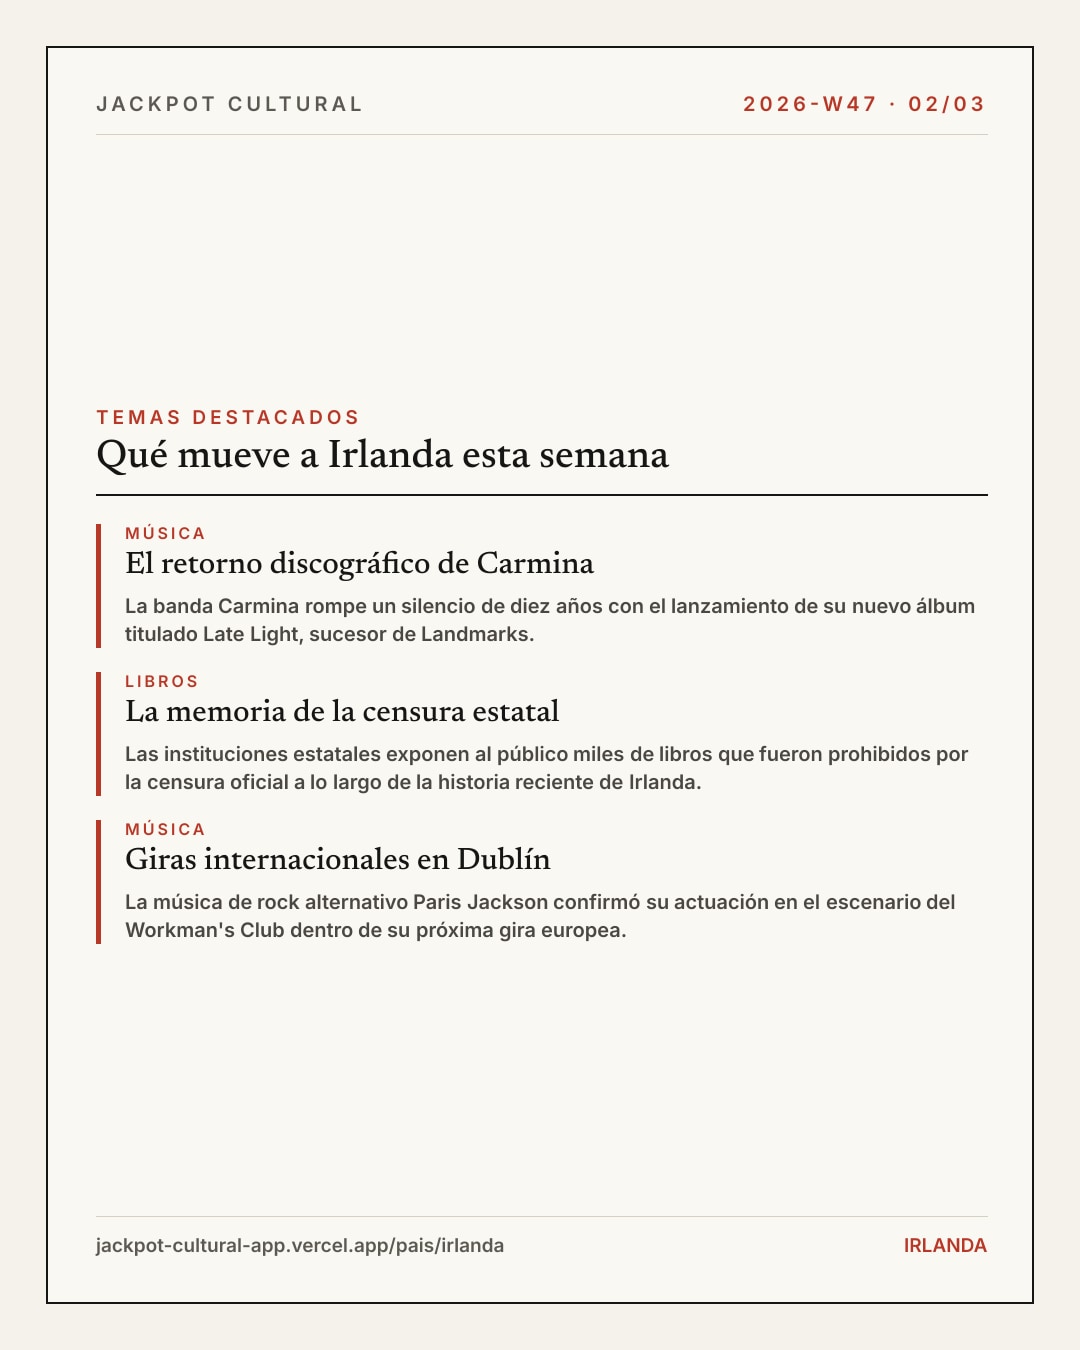 JACKPOT CULTURAL
2026-W47 · 02/03
TEMAS DESTACADOS
Qué mueve a Irlanda esta semana
MÚSICA
El retorno discográfico de Carmina
La banda Carmina rompe un silencio de diez años con el lanzamiento de su nuevo álbum
titulado Late Light, sucesor de Landmarks.
LIBROS
La memoria de la censura estatal
Las instituciones estatales exponen al público miles de libros que fueron prohibidos por
la censura oficial a lo largo de la historia reciente de Irlanda.
MÚSICA
Giras internacionales en Dublín
La música de rock alternativo Paris Jackson confirmó su actuación en el escenario del
Workman's Club dentro de su próxima gira europea.
jackpot-cultural-app.vercel.app/pais/irlanda
IRLANDA